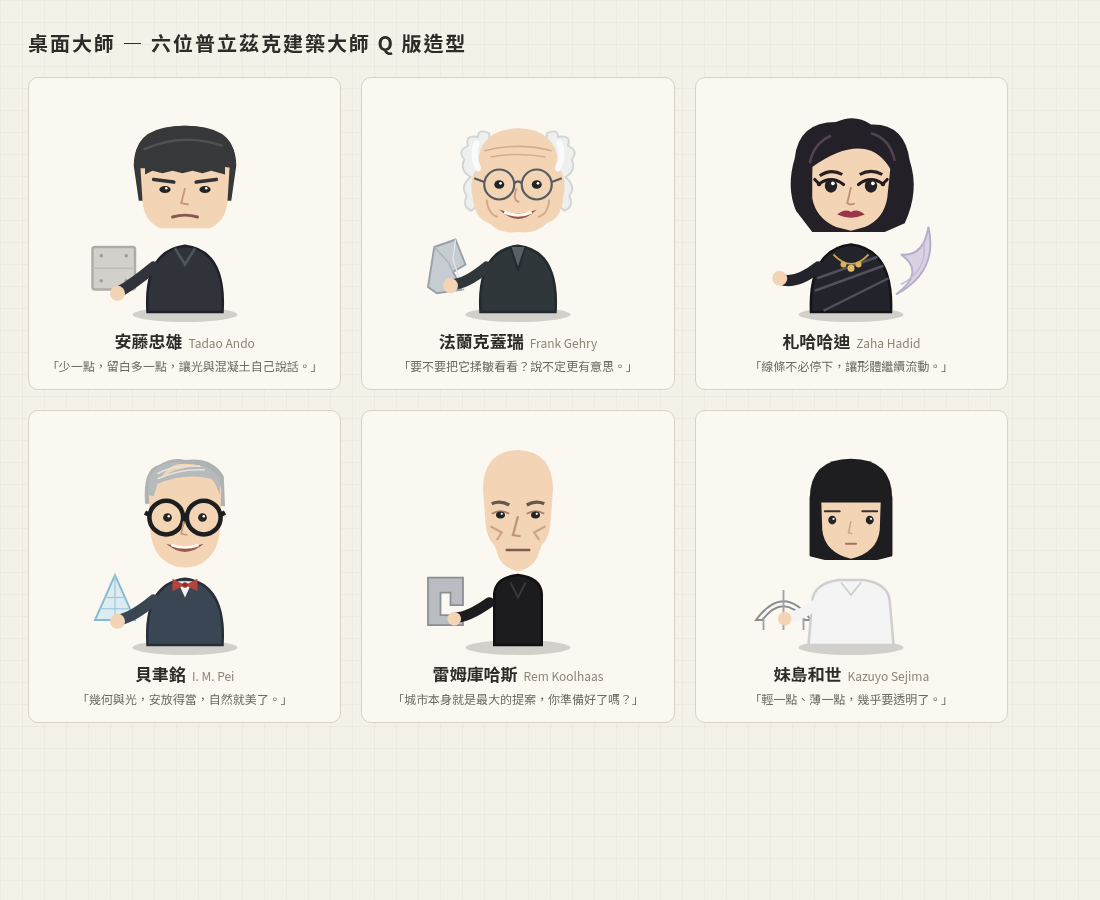 桌面大師 — 六位普立茲克建築大師 Q 版造型
安藤忠雄 Tadao Ando
「少一點，留白多一點，讓光與混凝土自己說話。」
法蘭克蓋瑞 Frank Gehry
「要不要把它揉皺看看？說不定更有意思。」
札哈哈迪 Zaha Hadid
「線條不必停下，讓形體繼續流動。」
貝聿銘 I. M. Pei
「幾何與光，安放得當，自然就美了。」
雷姆庫哈斯 Rem Koolhaas
「城市本身就是最大的提案，你準備好了嗎？」
妹島和世 Kazuyo Sejima
「輕一點、薄一點，幾乎要透明了。」